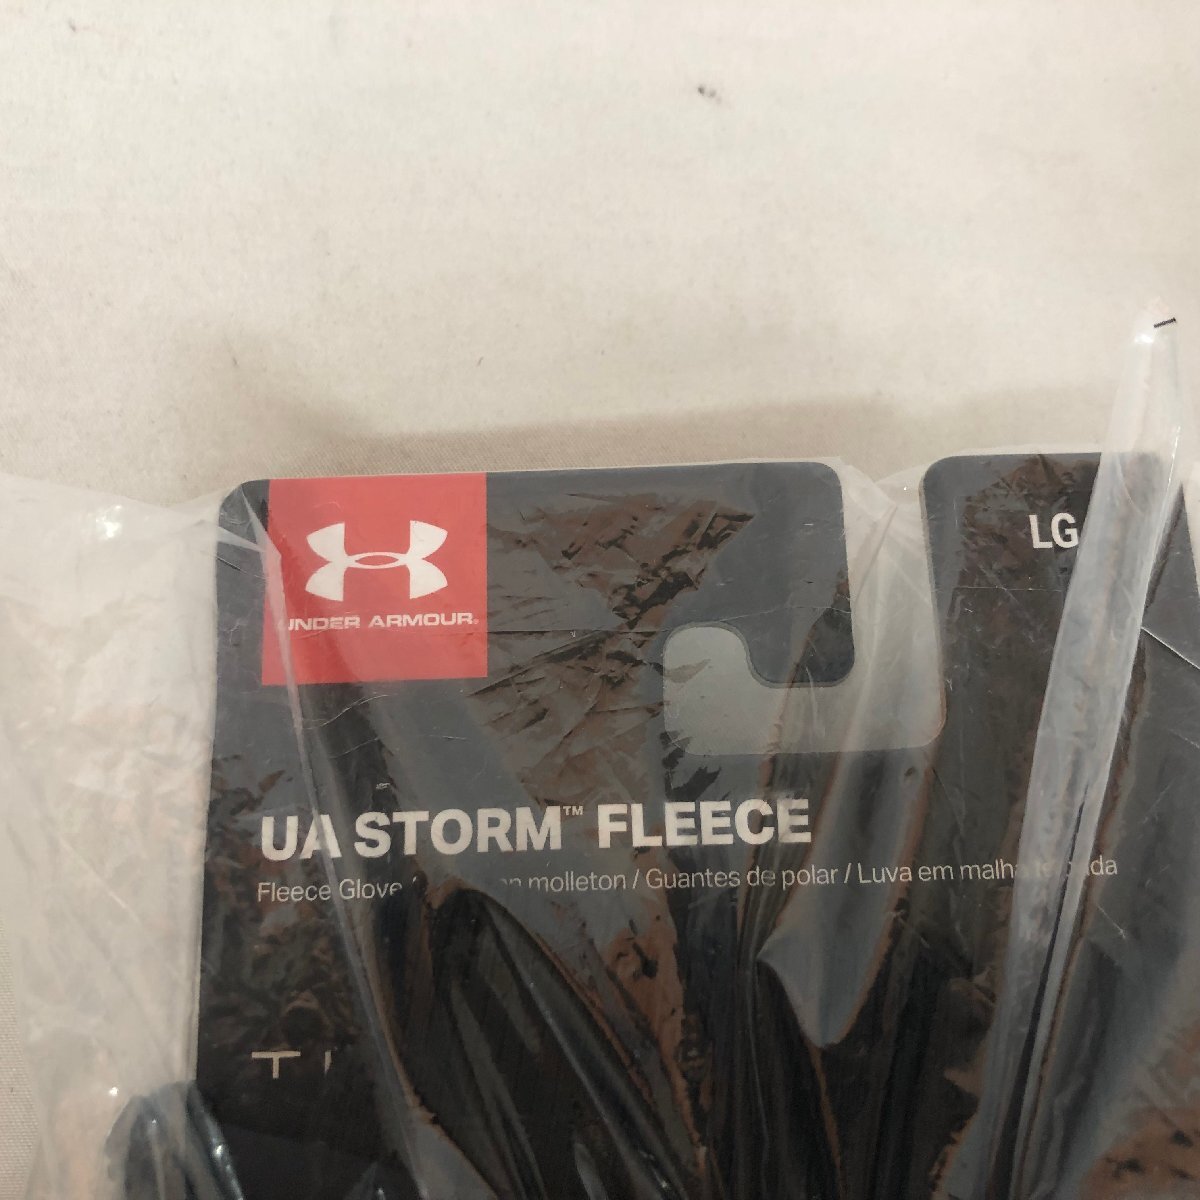 UNDER ARMOUR
LG
UA STORM™ FLEECE
Fleece Glove molleton / Guantes de polar / Luva em malha